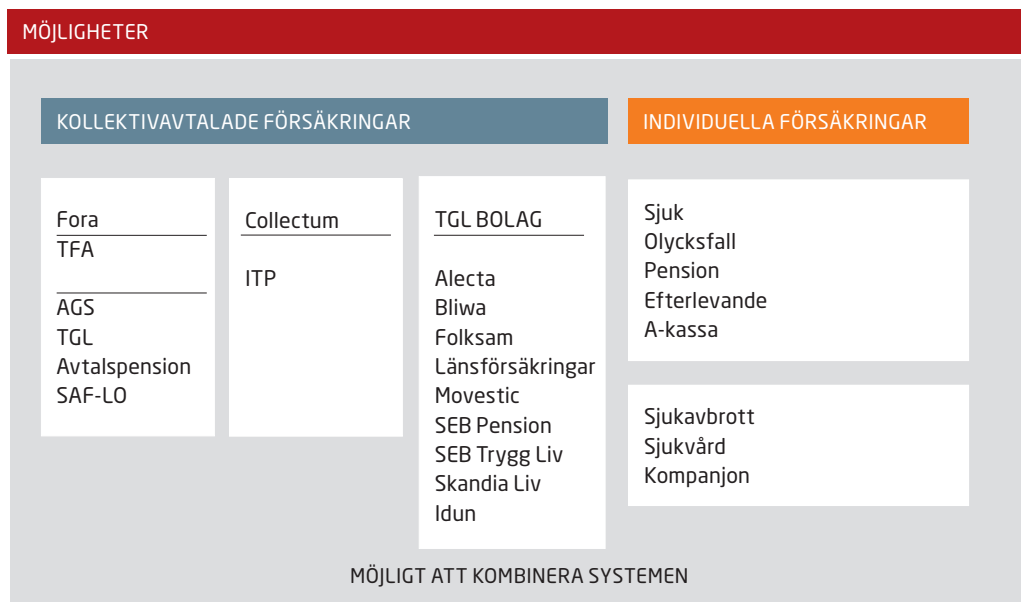 MÖJLIGHETER
KOLLEKTIVAVTALADE FÖRSÄKRINGAR
Fora
TFA
AGS
TGL
Avtalspension
SAF-LO
Collectum
ITP
TGL BOLAG
Alecta
Bliwa
Folksam
Länsförsäkringar
Movestic
SEB Pension
SEB Trygg Liv
Skandia Liv
Idun
INDIVIDUELLA FÖRSÄKRINGAR
Sjuk
Olycksfall
Pension
Efterlevande
A-kassa
Sjukavbrott
Sjukvård
Kompanjon
MÖJLIGT ATT KOMBINERA SYSTEMEN